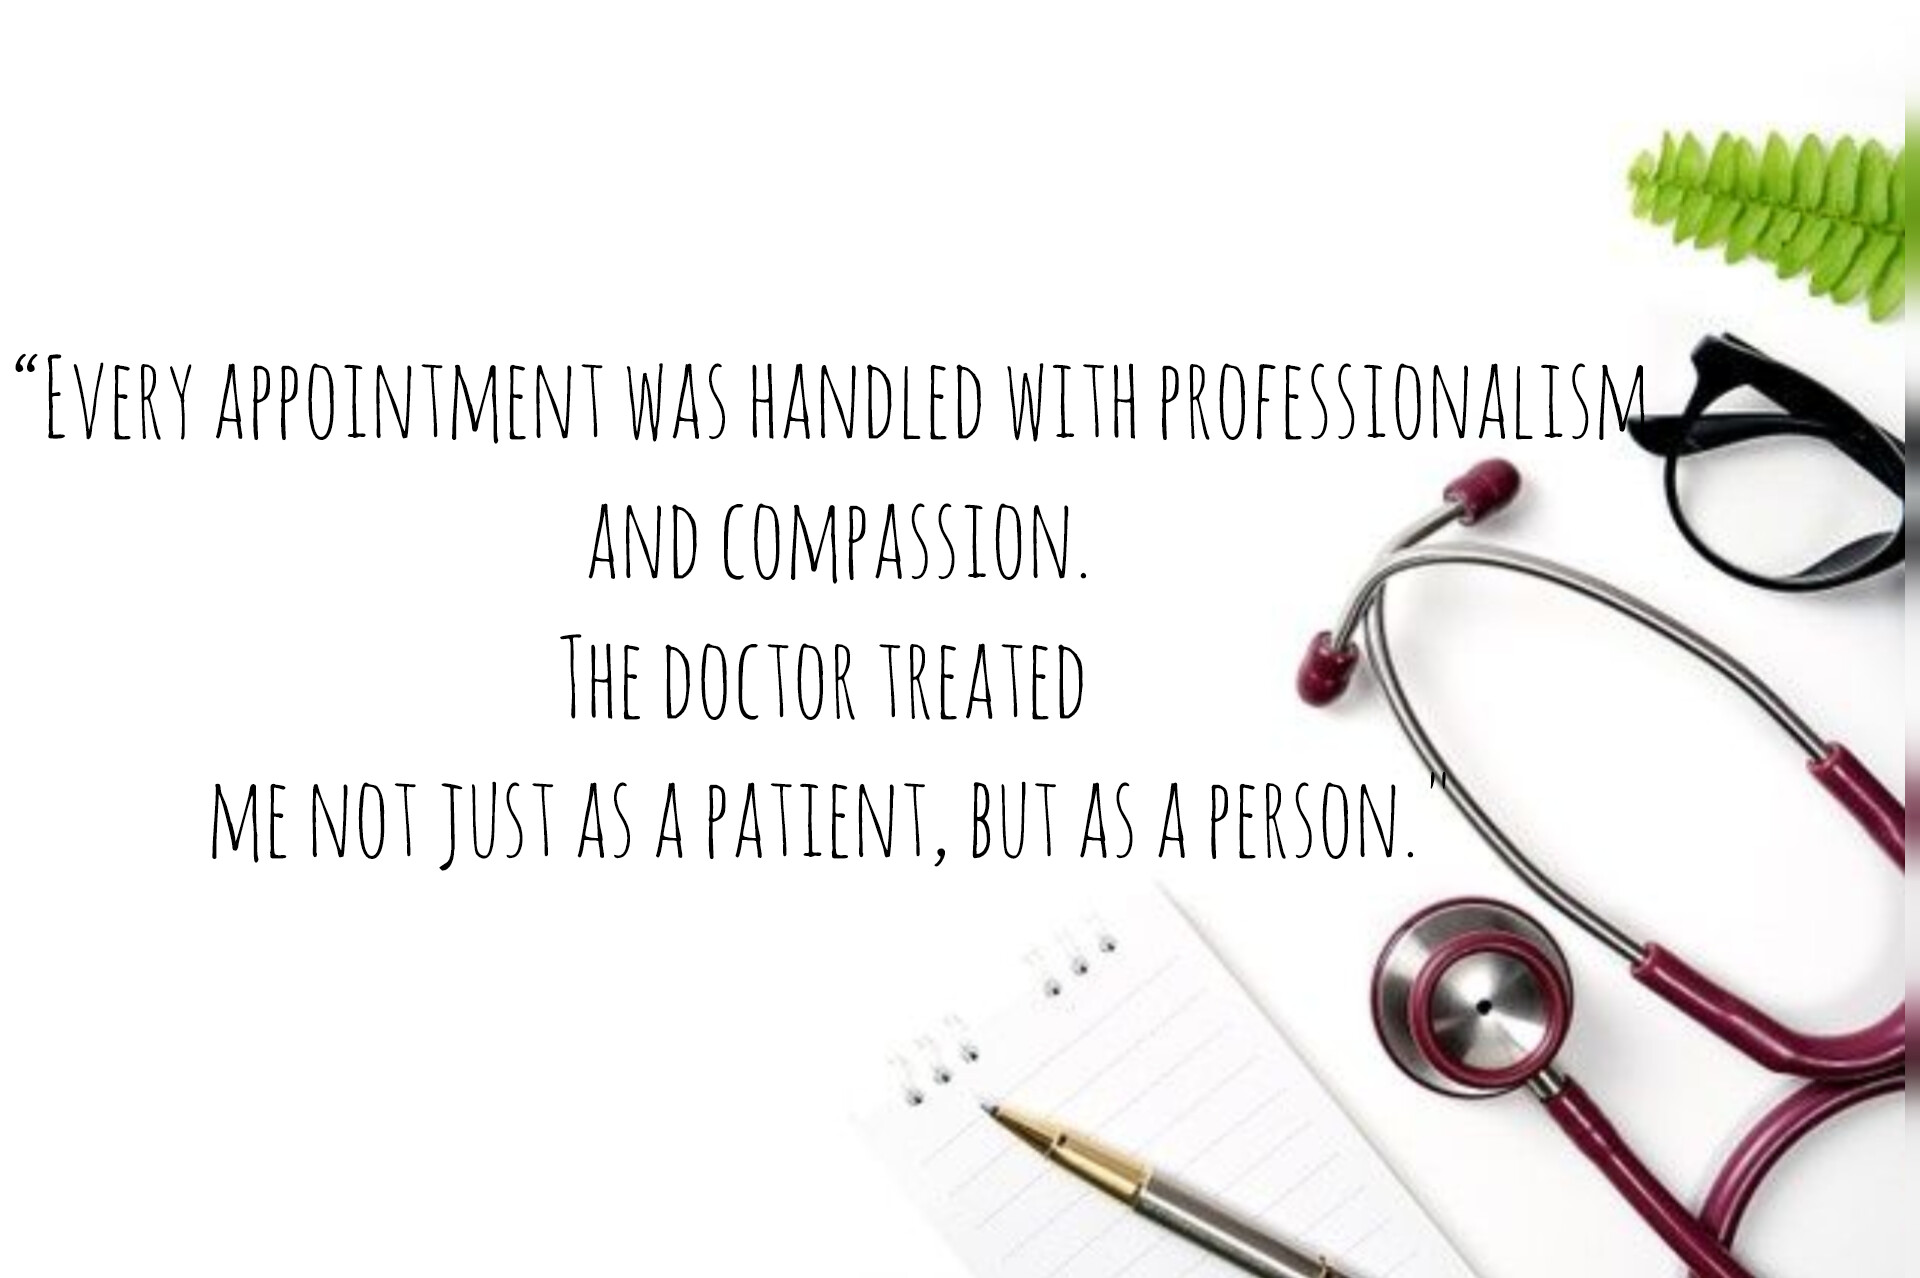 “Every appointment was handled with professionalism
and compassion.
The doctor treated
me not just as a patient, but as a person."